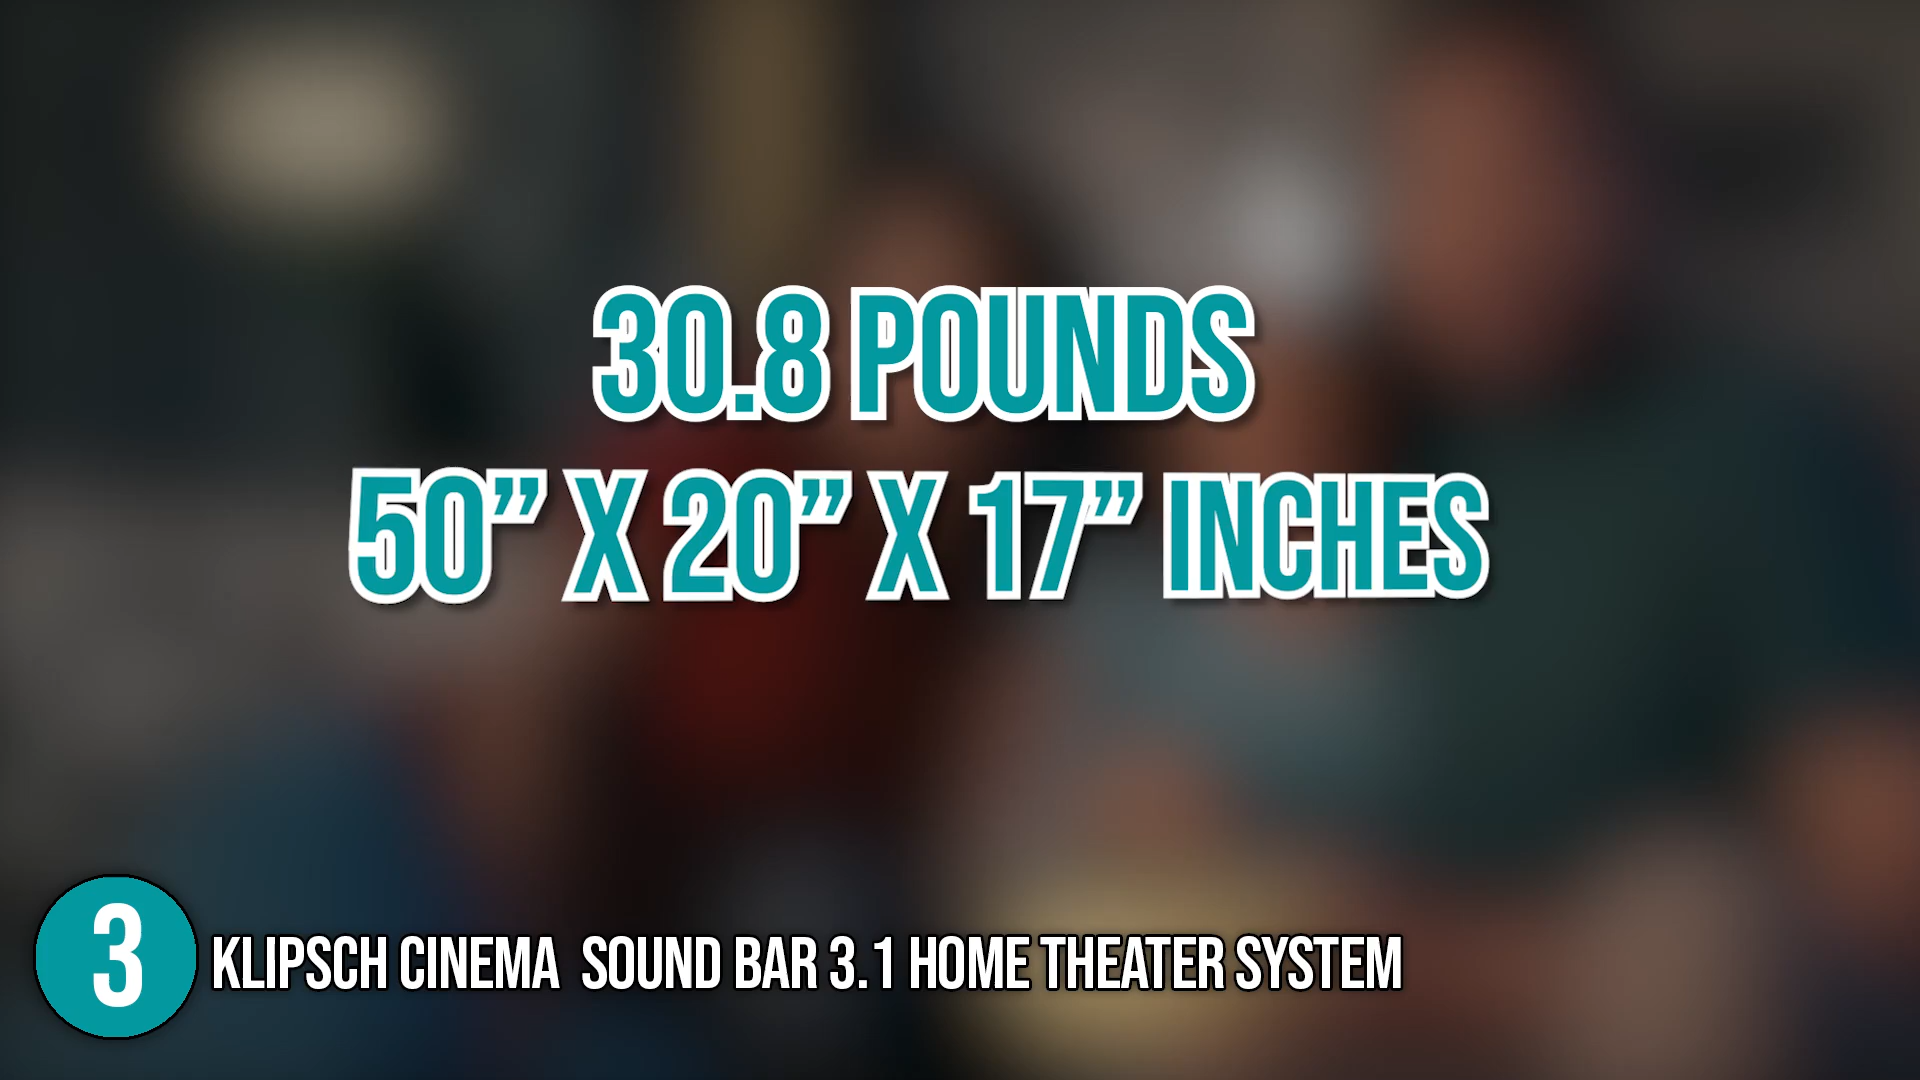 30.8 POUNDS
50” X 20” X 17” INCHES
3
KLIPSCH CINEMA  SOUND BAR 3.1 HOME THEATER SYSTEM